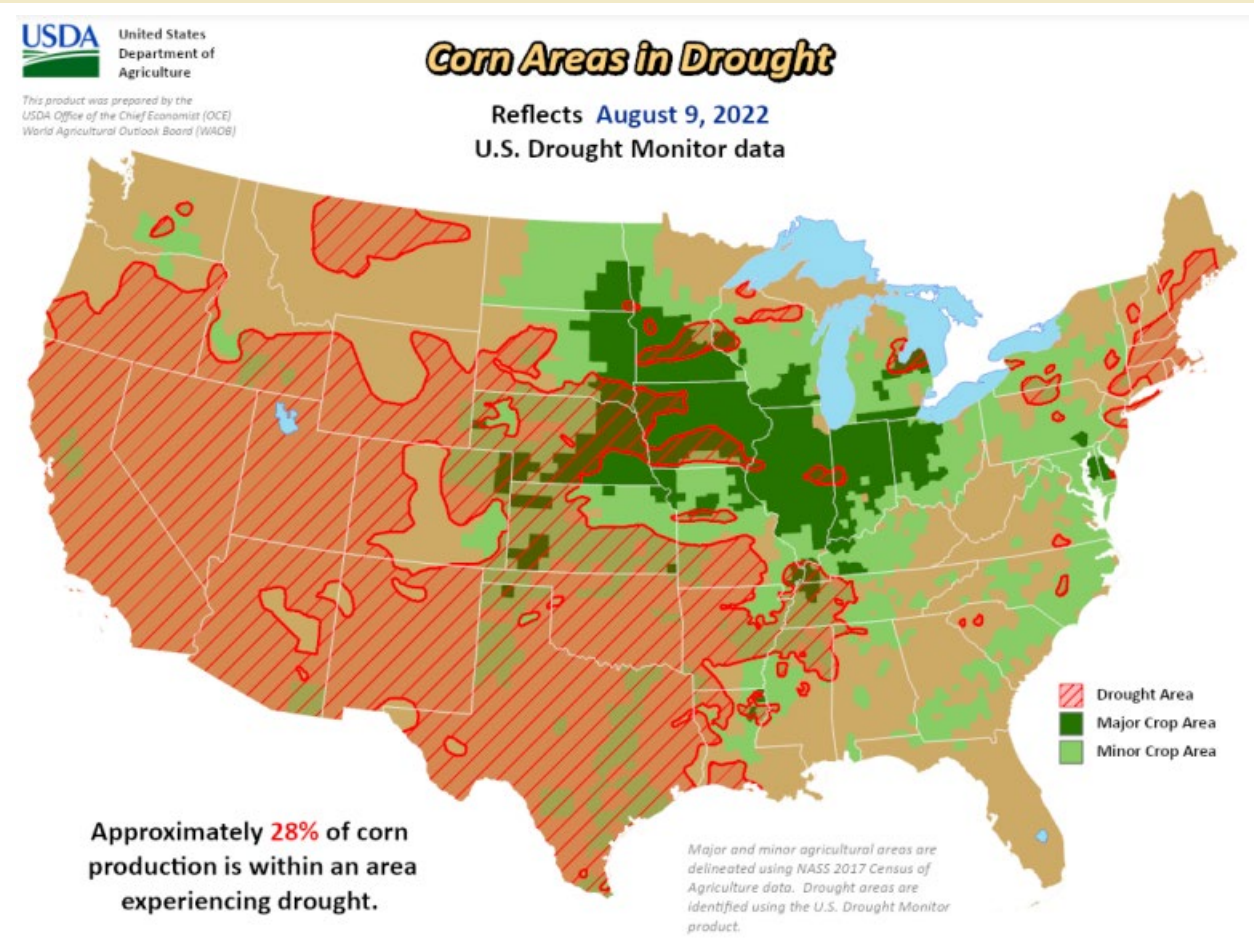 USDA
United States
Department of
Agriculture
This product was prepared by the
USDA Office of the Chief Economist (OCE)
World Agricultural Outlook Board (WAOB)
Corn Areas in Drought
Reflects August 9, 2022
U.S. Drought Monitor data
Drought Area
Major Crop Area
Minor Crop Area
Approximately 28% of corn
production is within an area
experiencing drought.
Major and minor agricultural areas are
delineated using NASS 2017 Census of
Agriculture data. Drought areas are
identified using the U.S. Drought Monitor
product.